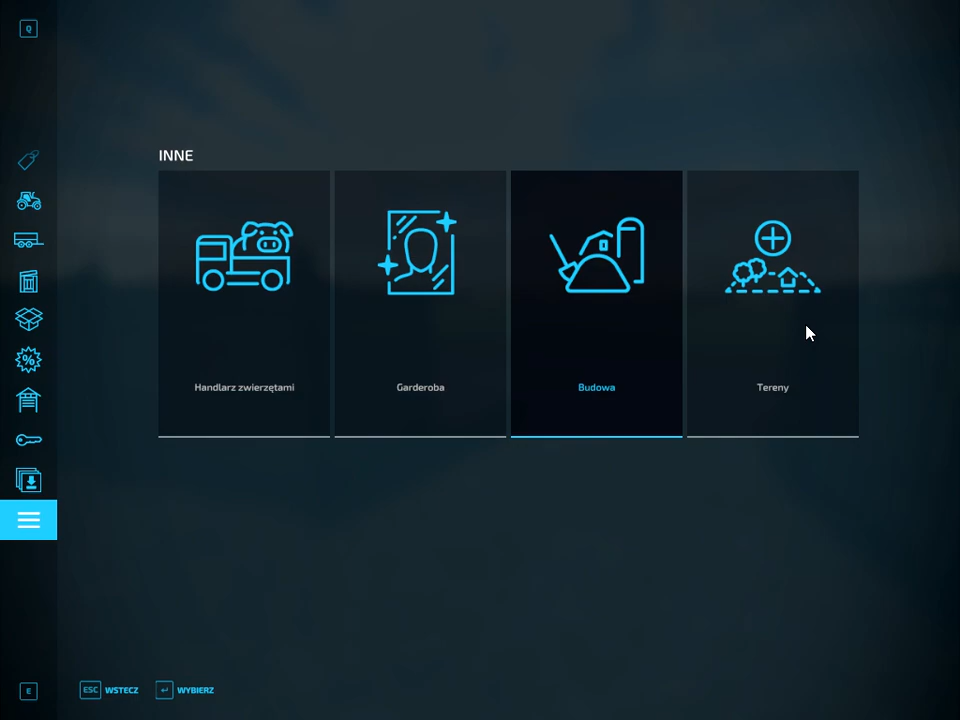 Q
INNE
%
Handlarz zwierzętami
Garderoba
Budowa
Tereny
E
ESC WSTECZ
↵ WYBIERZ